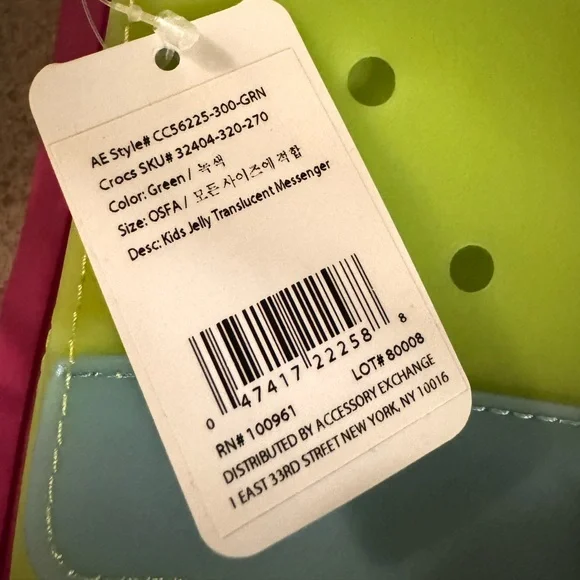 AE Style# CC56225-300-GRN
Crocs SKU# 32404-320-270
Color: Green / 녹색
Size: OSFA / 모든 사이즈에 적합
Desc: Kids Jelly Translucent Messenger
0 47417 22258 8
RN# 100961 LOT# 80008
DISTRIBUTED BY ACCESSORY EXCHANGE
1 EAST 33RD STREET NEW YORK, NY 10016